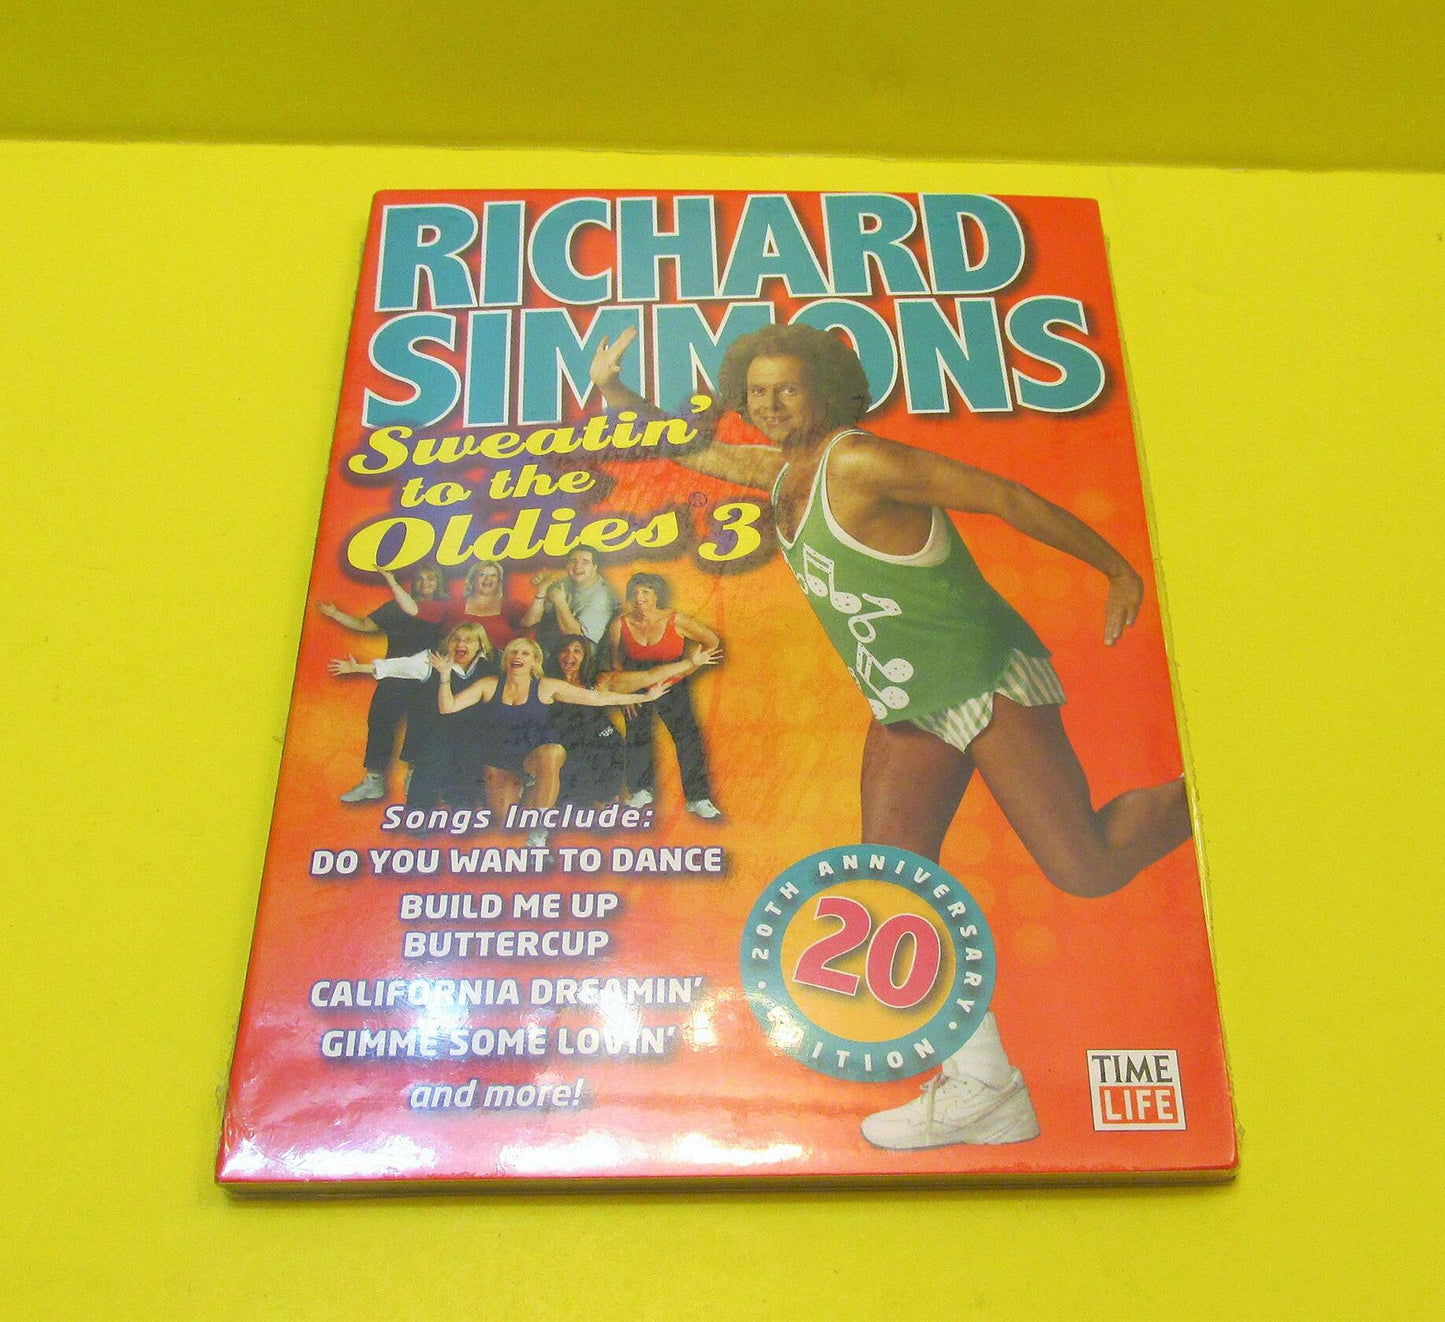 RICHARD
SIMMONS
Sweatin'
to the
Oldies® 3
Songs Include:
DO YOU WANT TO DANCE
BUILD ME UP
BUTTERCUP
CALIFORNIA DREAMIN'
GIMME SOME LOVIN'
and more!
• 20TH ANNIVERSARY •
EDITION
20
TIME
LIFE